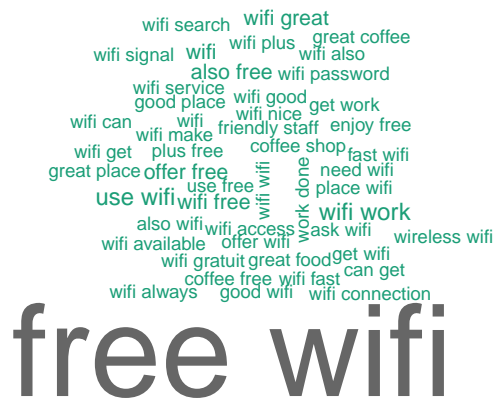 wifi search wifi great
wifi signal wifi wifi plus great coffee
wifi also
also free wifi password
wifi service
good place wifi good get work
wifi can wifi wifi nice
wifi make friendly staff enjoy free
wifi get plus free coffee shop fast wifi
great place offer free need wifi
use free wifi wifi work done place wifi
use wifi wifi free wifi work
also wifi wifi access ask wifi
wifi available offer wifi wireless wifi
wifi gratuit great food get wifi
coffee free wifi fast can get
wifi always good wifi wifi connection
free wifi